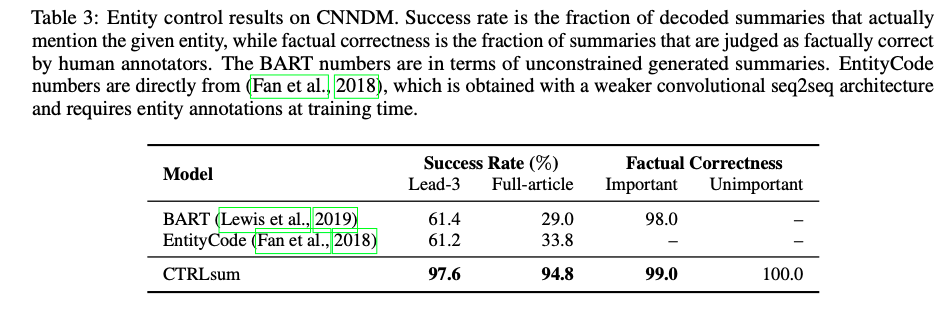 Table 3: Entity control results on CNNDM. Success rate is the fraction of decoded summaries that actually
mention the given entity, while factual correctness is the fraction of summaries that are judged as factually correct
by human annotators. The BART numbers are in terms of unconstrained generated summaries. EntityCode
numbers are directly from (Fan et al., 2018), which is obtained with a weaker convolutional seq2seq architecture
and requires entity annotations at training time.
Model Success Rate (%) Factual Correctness
Lead-3 Full-article Important Unimportant
BART (Lewis et al., 2019) 61.4 29.0 98.0 –
EntityCode (Fan et al., 2018) 61.2 33.8 – –
CTRLsum 97.6 94.8 99.0 100.0